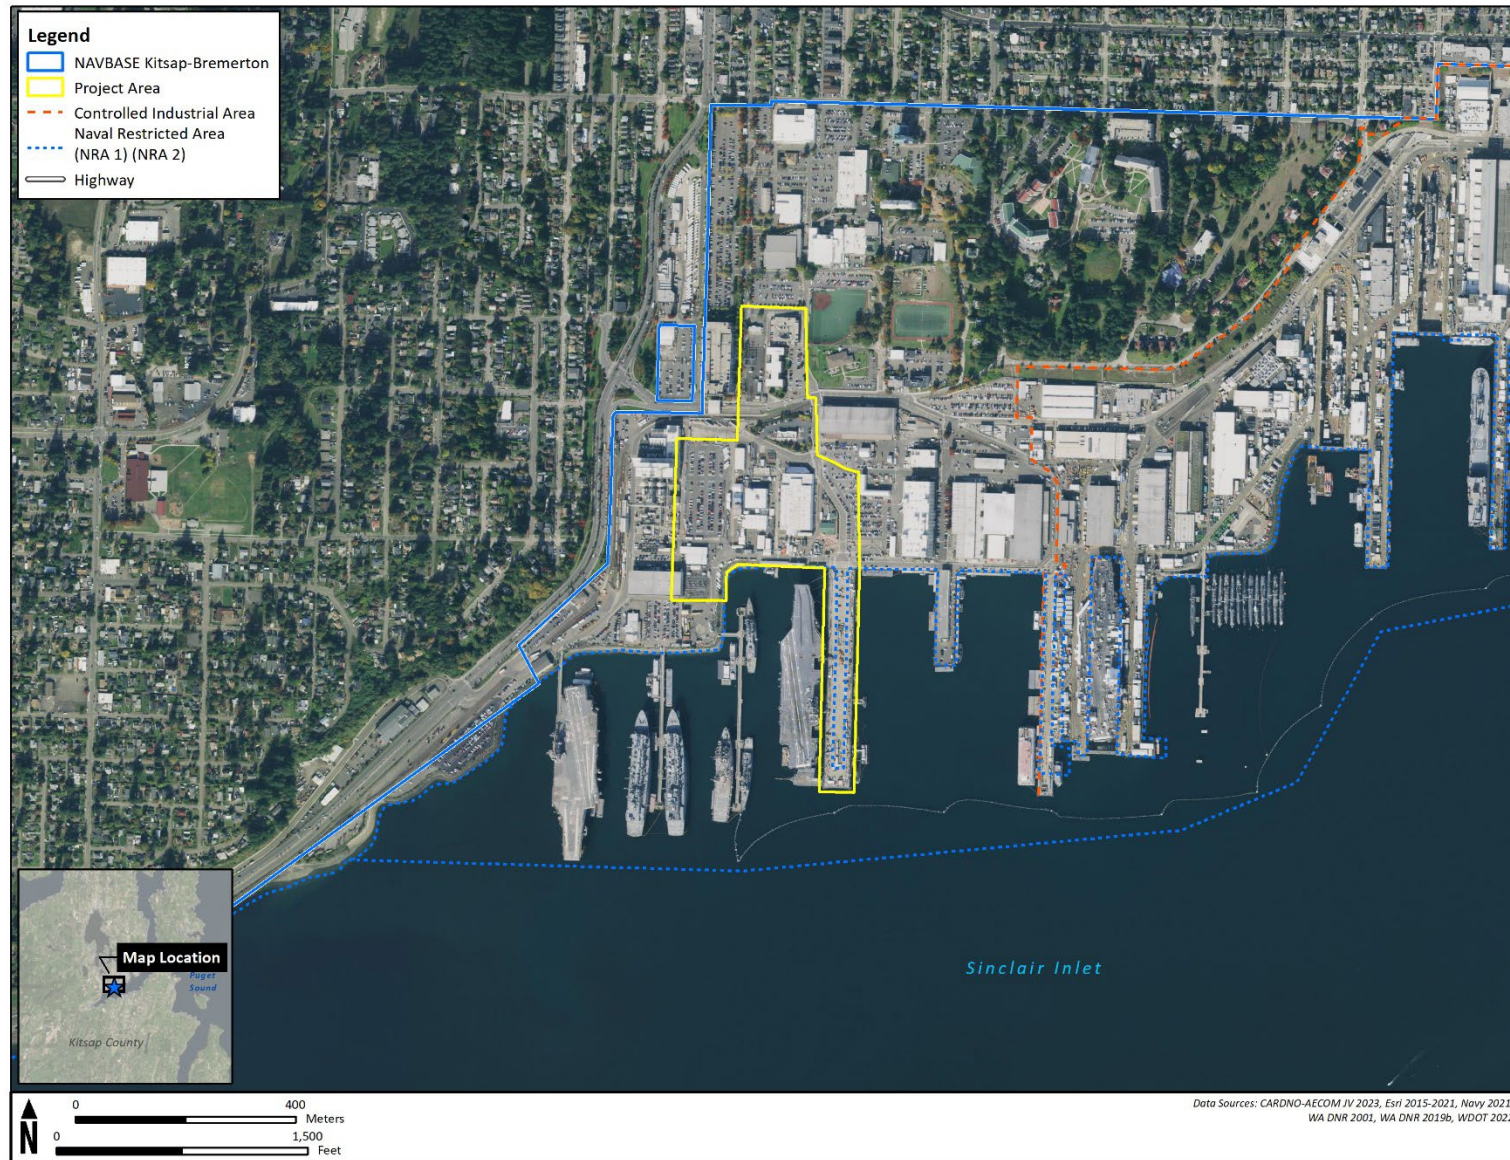 Legend
NAVBASE Kitsap-Bremerton
Project Area
Controlled Industrial Area
Naval Restricted Area
(NRA 1) (NRA 2)
Highway
Map Location
Puget
Sound
Kitsap County
Sinclair Inlet
N
0 400
Meters
0 1,500
Feet
Data Sources: CARDNO-AECOM JV 2023, Esri 2015-2021, Navy 2021
WA DNR 2001, WA DNR 2019b, WDOT 2022